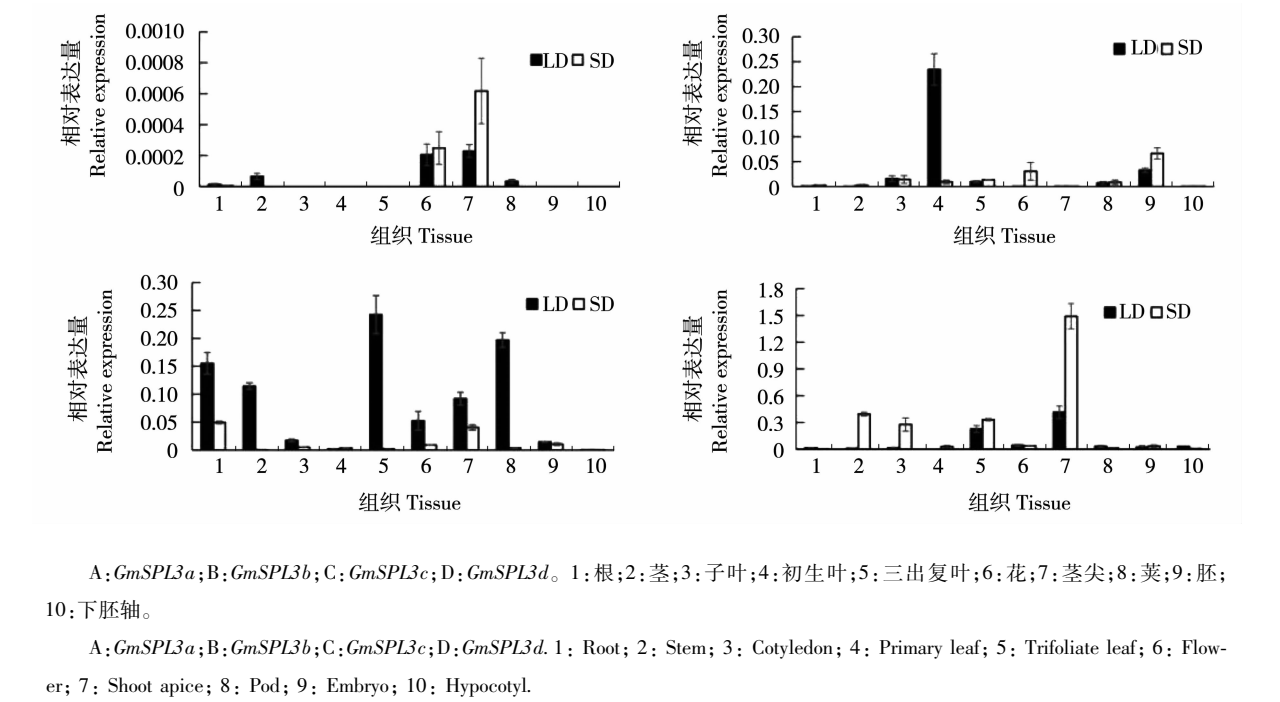 0.0010
0.0008
0.0006
0.0004
0.0002
0
相对表达量
Relative expression
LD SD
1 2 3 4 5 6 7 8 9 10
组织 Tissue
0.30
0.25
0.20
0.15
0.10
0.05
0
相对表达量
Relative expression
LD SD
1 2 3 4 5 6 7 8 9 10
组织 Tissue
0.30
0.25
0.20
0.15
0.10
0.05
0
相对表达量
Relative expression
LD SD
1 2 3 4 5 6 7 8 9 10
组织 Tissue
1.8
1.5
1.2
0.9
0.6
0.3
0
相对表达量
Relative expression
LD SD
1 2 3 4 5 6 7 8 9 10
组织 Tissue
A:GmSPL3a;B:GmSPL3b;C:GmSPL3c;D:GmSPL3d。1:根;2:茎;3:子叶;4:初生叶;5:三出复叶;6:花;7:茎尖;8:荚;9:胚;
10:下胚轴。
A:GmSPL3a;B:GmSPL3b;C:GmSPL3c;D:GmSPL3d. 1: Root; 2: Stem; 3: Cotyledon; 4: Primary leaf; 5: Trifoliate leaf; 6: Flow-
er; 7: Shoot apice; 8: Pod; 9: Embryo; 10: Hypocotyl.